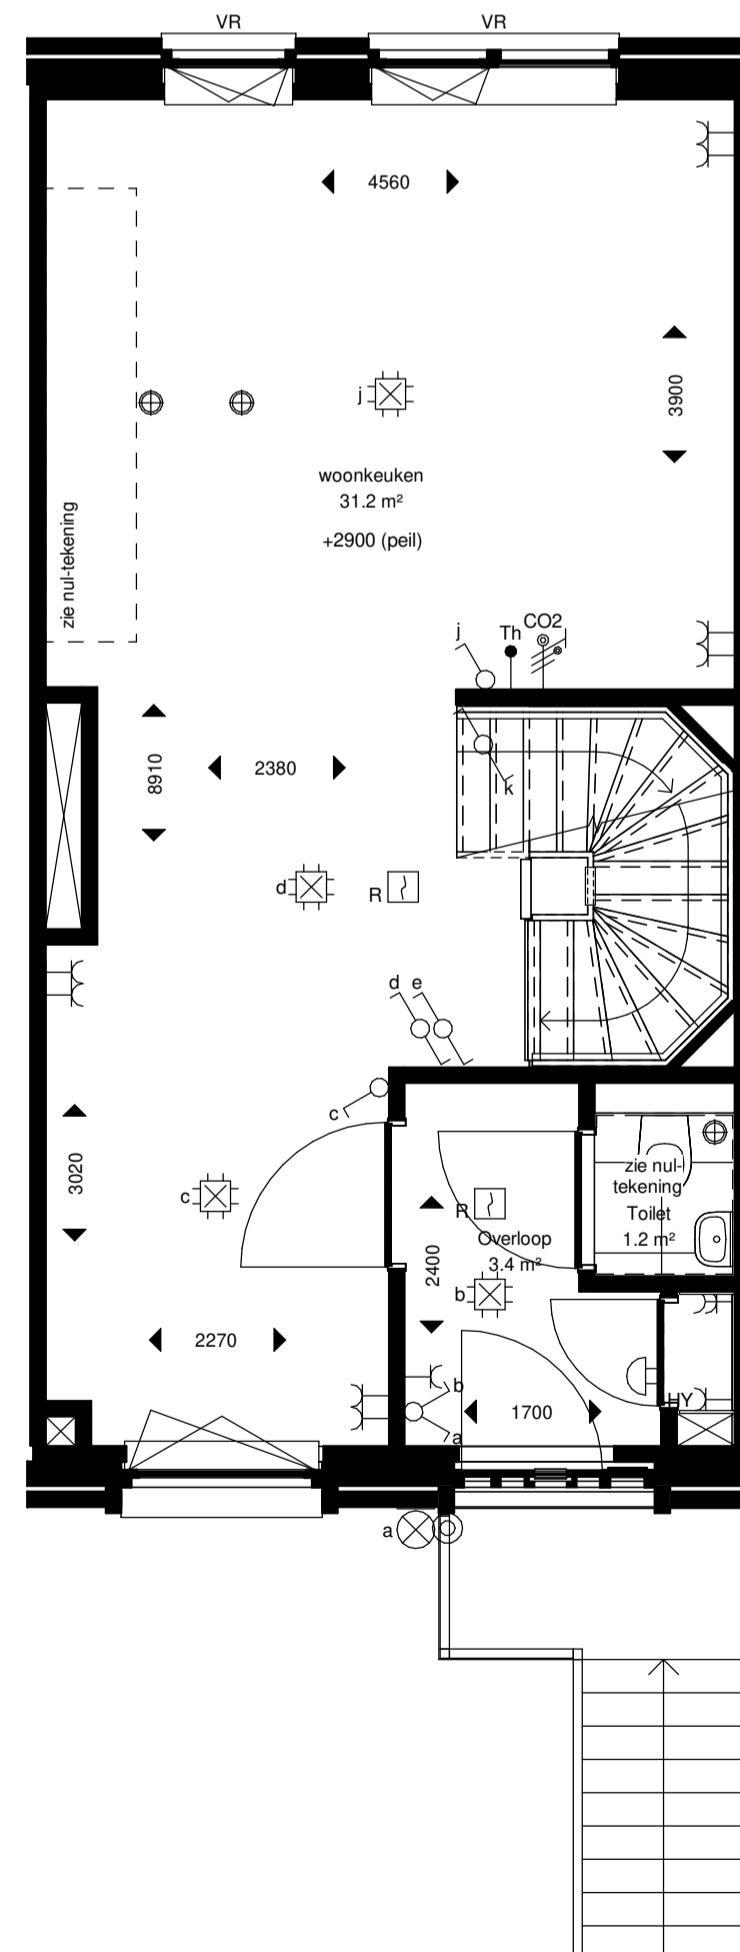 VR
VR
4560
3900
j
woonkeuken
31.2 m²
+2900 (peil)
zie nul-tekening
j
Th
CO2
8910
2380
k
d
R
d e
c
3020
c
zie nul-
tekening
Toilet
1.2 m²
R
Overloop
3.4 m²
2400
b
2270
b
1700
HY
a
a